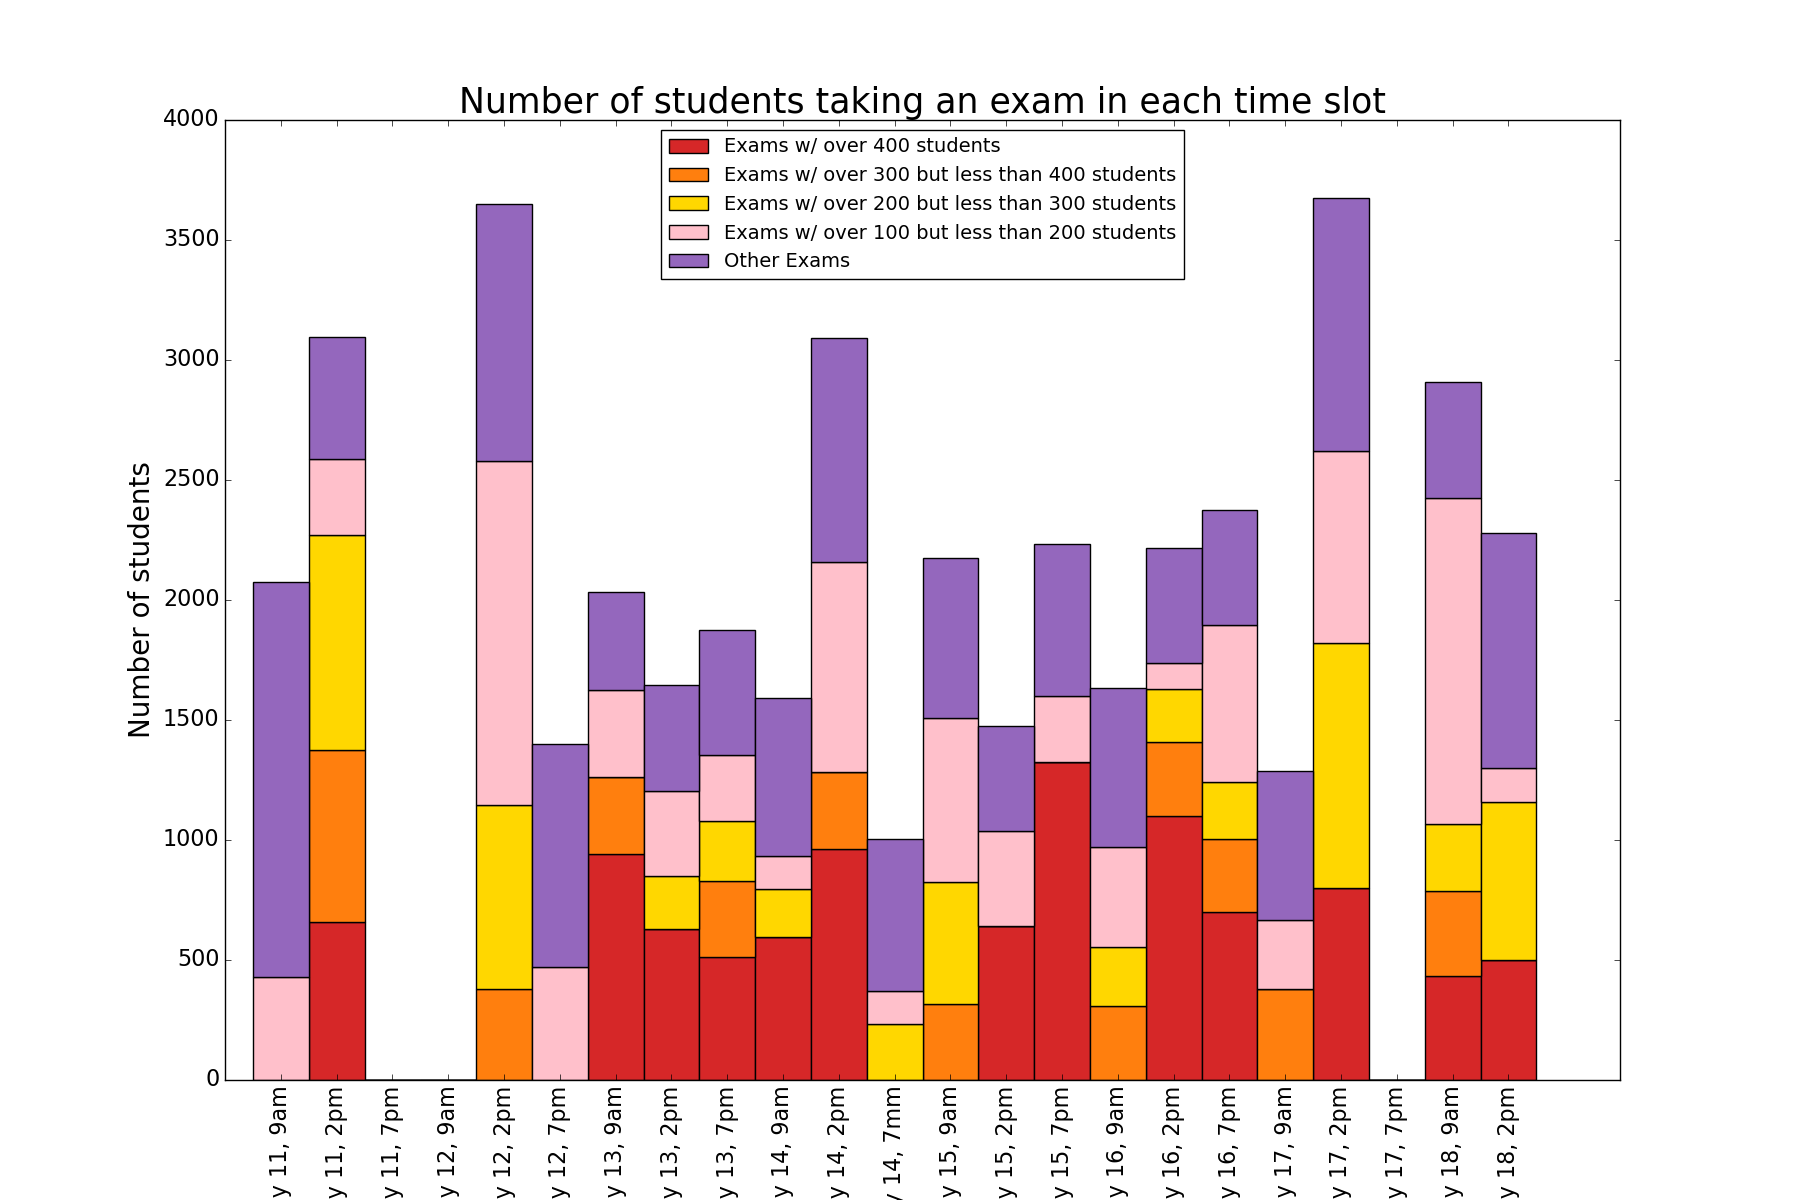 Number of students taking an exam in each time slot
Exams w/ over 400 students
Exams w/ over 300 but less than 400 students
Exams w/ over 200 but less than 300 students
Exams w/ over 100 but less than 200 students
Other Exams
Number of students
4000
3500
3000
2500
2000
1500
1000
500
0
y 11, 9am
y 11, 2pm
y 11, 7pm
y 12, 9am
y 12, 2pm
y 12, 7pm
y 13, 9am
y 13, 2pm
y 13, 7pm
y 14, 9am
y 14, 2pm
y 14, 7mm
y 15, 9am
y 15, 2pm
y 15, 7pm
y 16, 9am
y 16, 2pm
y 16, 7pm
y 17, 9am
y 17, 2pm
y 17, 7pm
y 18, 9am
y 18, 2pm